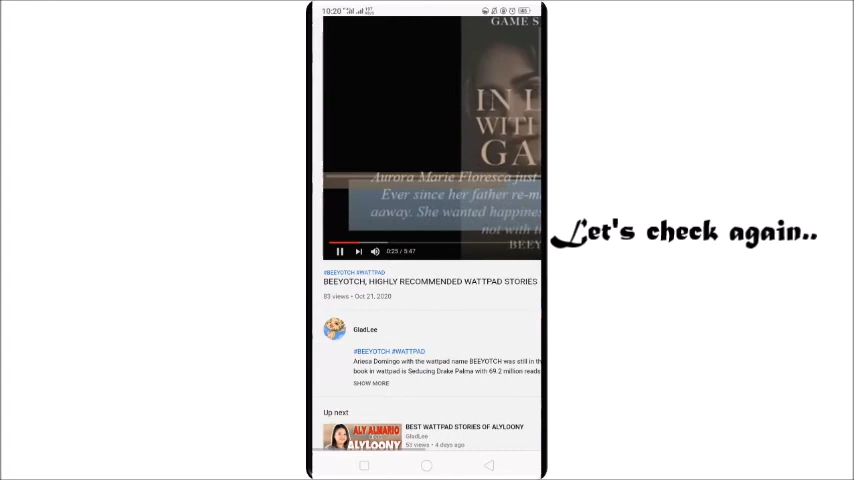 10:20
GAME S
IN L
WITH
GA
Aurora Marie Floresca just
Ever since her father re-m
aaway. She wanted happines
not with t
BEEY
Let's check again..
0:25 / 5:47
#BEEYOTCH #WATTPAD
BEEYOTCH, HIGHLY RECOMMENDED WATTPAD STORIES
83 views • Oct 21, 2020
GladLee
#BEEYOTCH #WATTPAD
Ariesa Domingo with the wattpad name BEEYOTCH was still in th
book in wattpad is Seducing Drake Palma with 69.2 million reads
SHOW MORE
Up next
ALY ALMARIO
ALYLOONY
BEST WATTPAD STORIES OF ALYLOONY
GladLee
53 views • 4 days ago